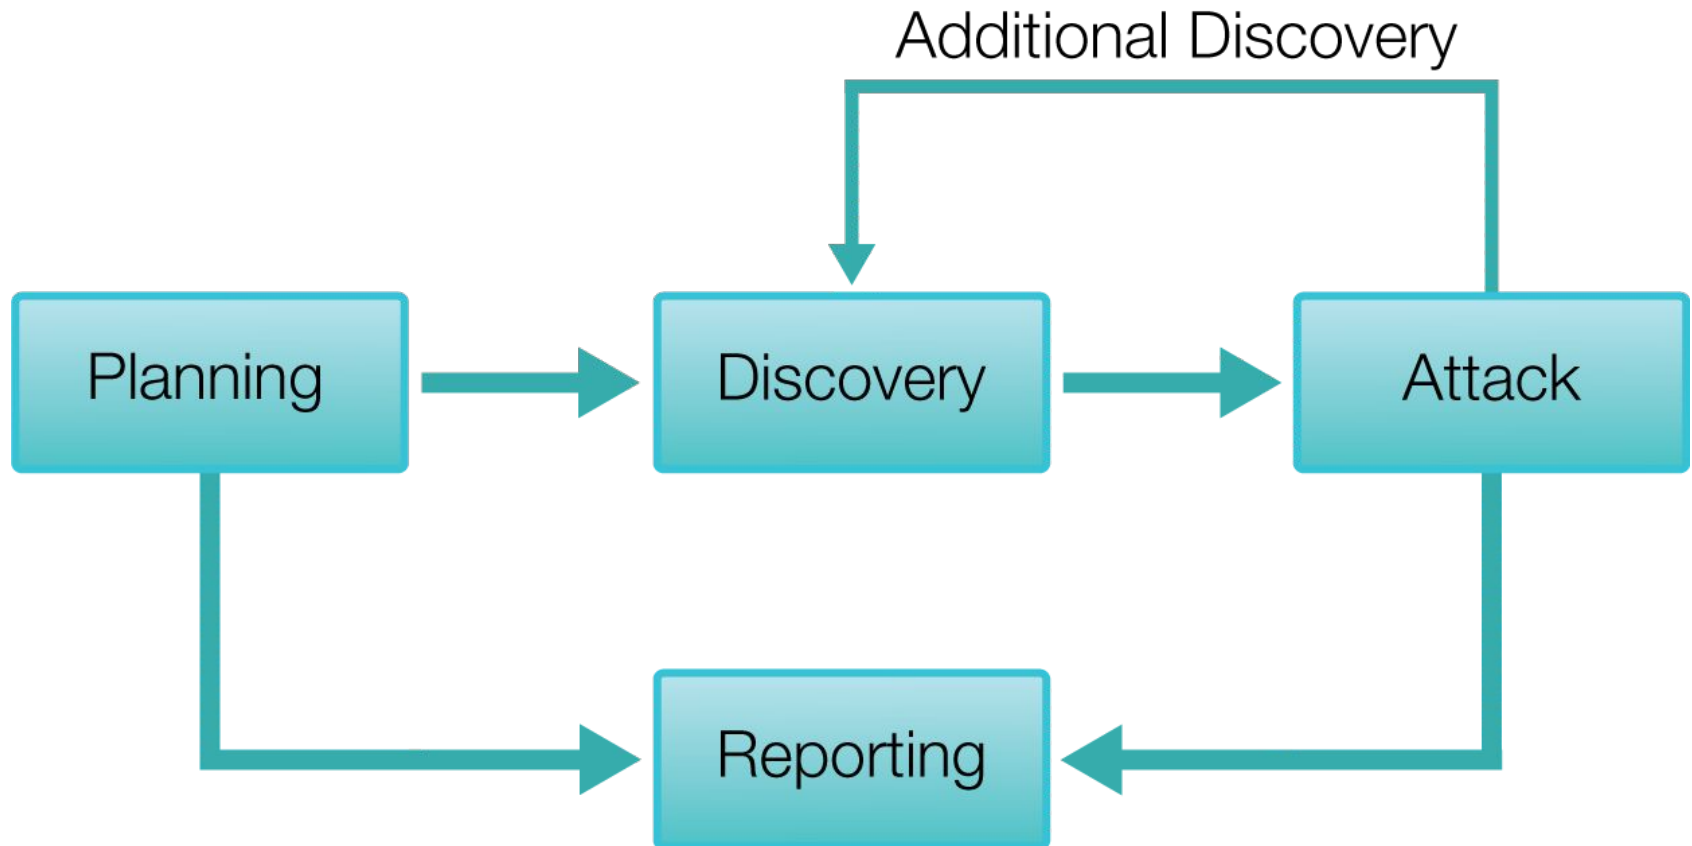 Additional Discovery
Planning
Discovery
Attack
Reporting